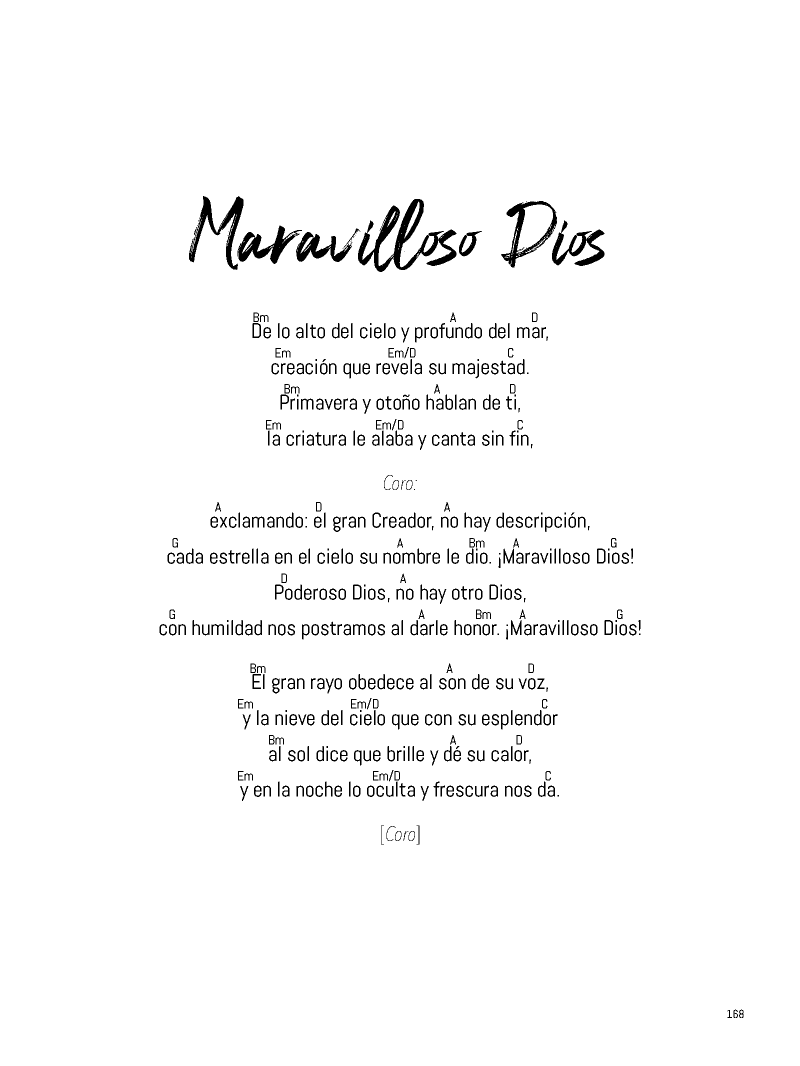 Maravilloso Dios
Bm A D
De lo alto del cielo y profundo del mar,
Em Em/D C
creación que revela su majestad.
Bm A D
Primavera y otoño hablan de ti,
Em Em/D C
la criatura le alaba y canta sin fin,
Coro:
A D A
exclamando: el gran Creador, no hay descripción,
G A Bm A G
cada estrella en el cielo su nombre le dio. ¡Maravilloso Dios!
D A
Poderoso Dios, no hay otro Dios,
G A Bm A G
con humildad nos postramos al darle honor. ¡Maravilloso Dios!
Bm A D
El gran rayo obedece al son de su voz,
Em Em/D C
y la nieve del cielo que con su esplendor
Bm A D
al sol dice que brille y dé su calor,
Em Em/D C
y en la noche lo oculta y frescura nos da.
[Coro]
168